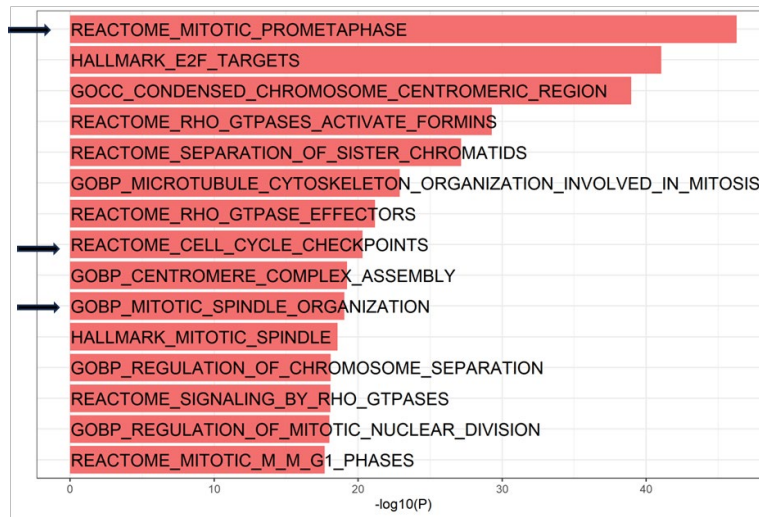 REACTOME_MITOTIC_PROMETAPHASE
HALLMARK_E2F_TARGETS
GOCC_CONDENSED_CHROMOSOME_CENTROMERIC_REGION
REACTOME_RHO_GTPASES_ACTIVATE_FORMINS
REACTOME_SEPARATION_OF_SISTER_CHROMATIDS
GOBP_MICROTUBULE_CYTOSKELETON_ORGANIZATION_INVOLVED_IN_MITOSIS
REACTOME_RHO_GTPASE_EFFECTORS
REACTOME_CELL_CYCLE_CHECKPOINTS
GOBP_CENTROMERE_COMPLEX_ASSEMBLY
GOBP_MITOTIC_SPINDLE_ORGANIZATION
HALLMARK_MITOTIC_SPINDLE
GOBP_REGULATION_OF_CHROMOSOME_SEPARATION
REACTOME_SIGNALING_BY_RHO_GTPASES
GOBP_REGULATION_OF_MITOTIC_NUCLEAR_DIVISION
REACTOME_MITOTIC_M_M_G1_PHASES
0 10 20 30 40
-log10(P)